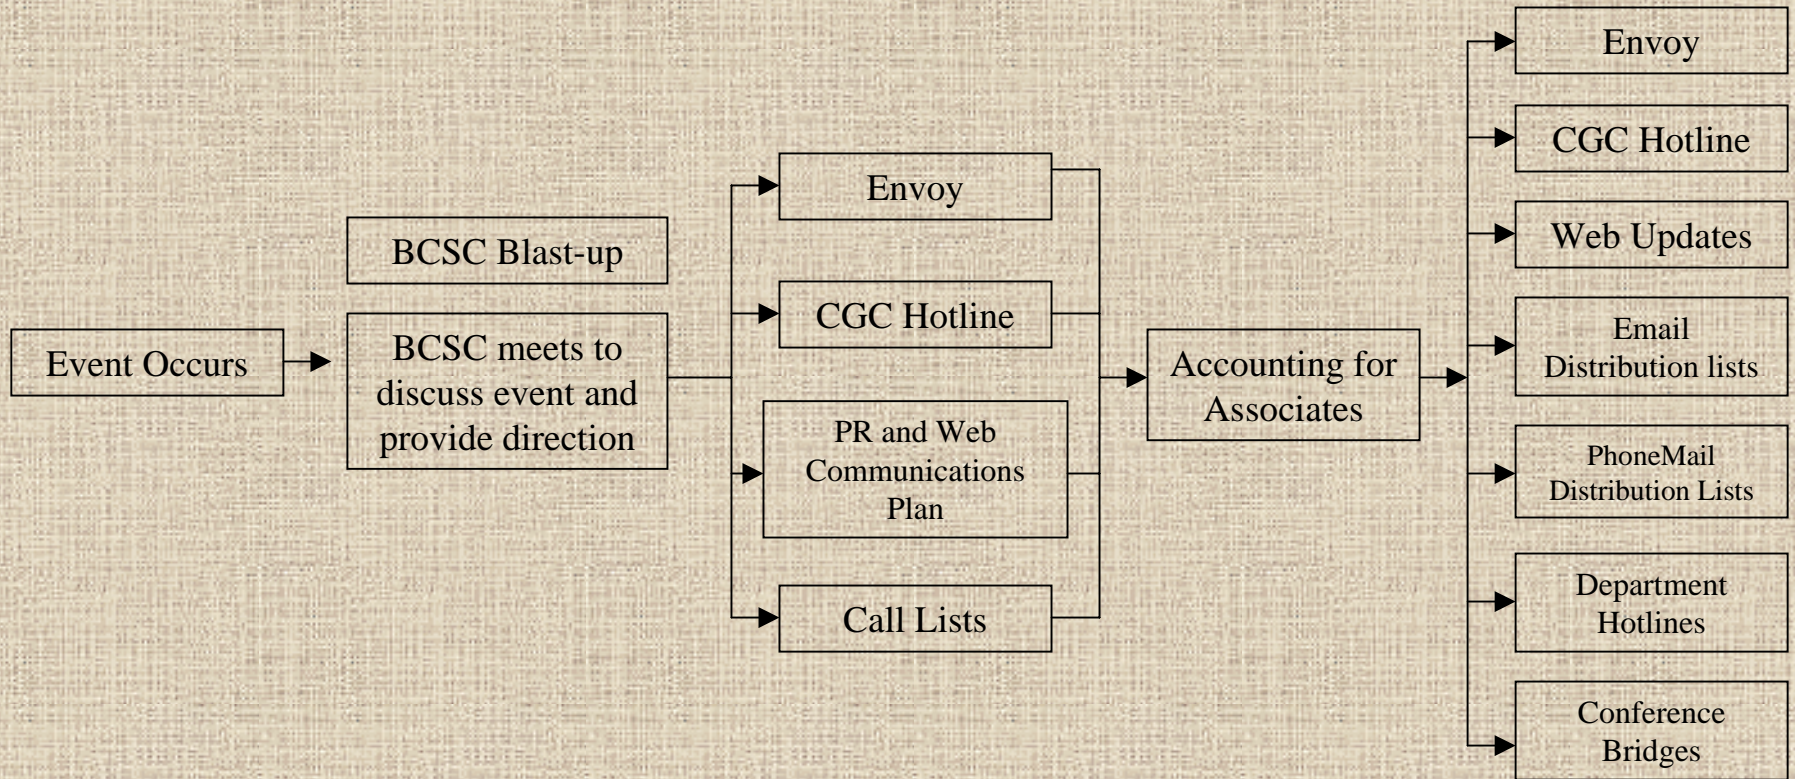 Event Occurs
BCSC Blast-up
BCSC meets to
discuss event and
provide direction
Envoy
CGC Hotline
PR and Web
Communications
Plan
Call Lists
Accounting for
Associates
Envoy
CGC Hotline
Web Updates
Email
Distribution lists
PhoneMail
Distribution Lists
Department
Hotlines
Conference
Bridges